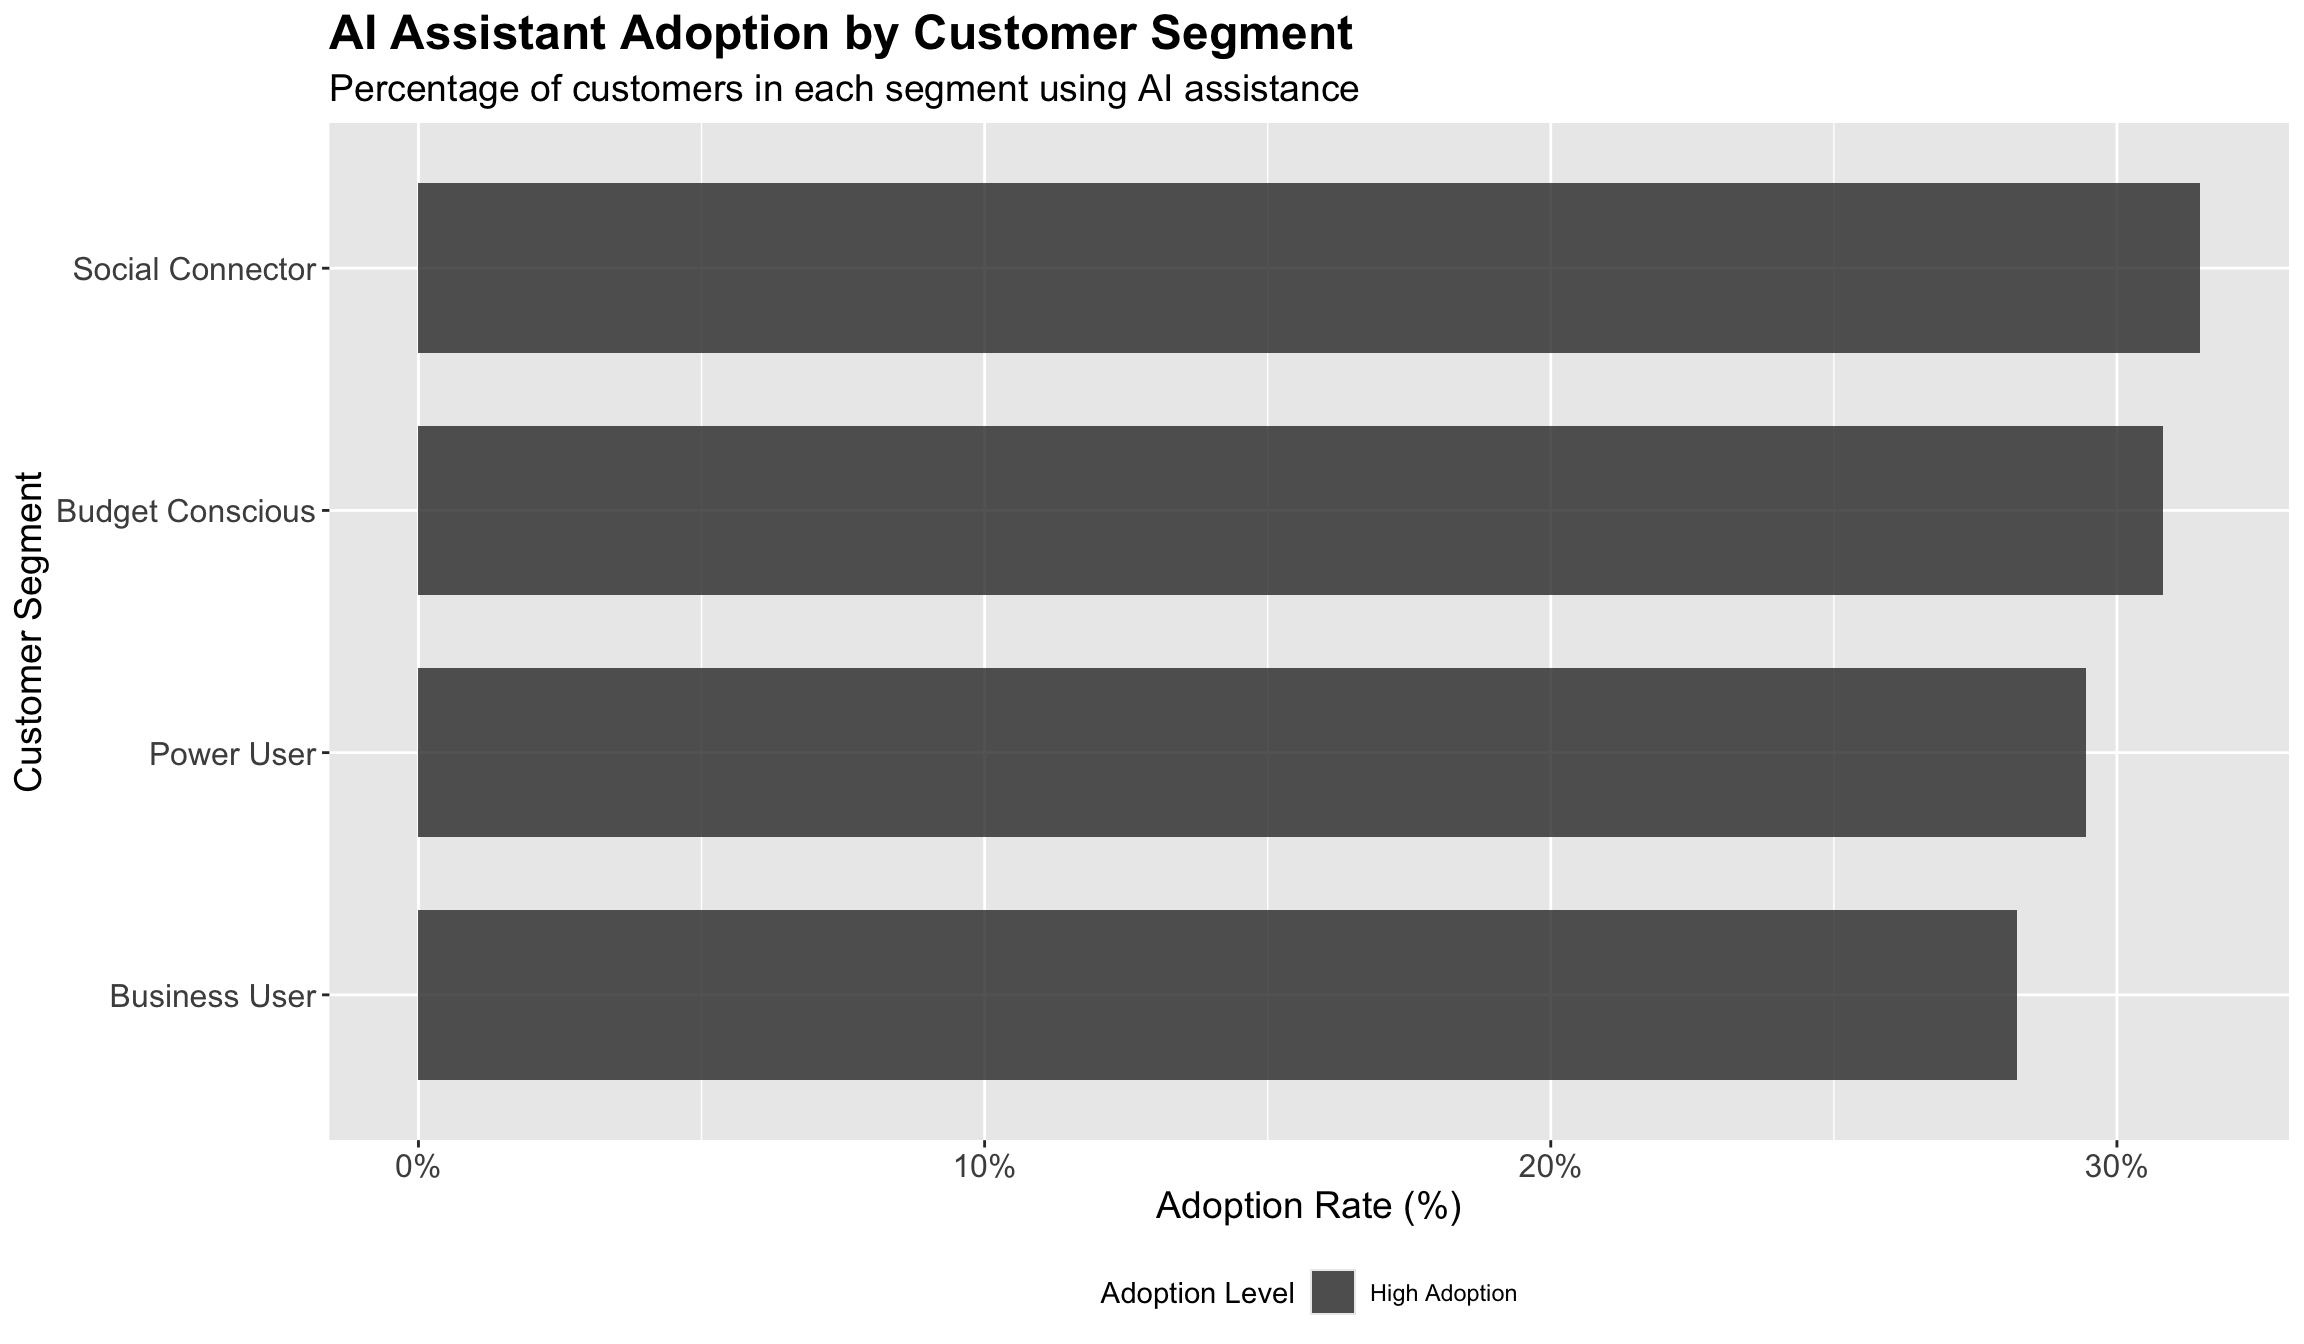 AI Assistant Adoption by Customer Segment
Percentage of customers in each segment using AI assistance
Customer Segment
Social Connector
Budget Conscious
Power User
Business User
0%
10%
20%
30%
Adoption Rate (%)
Adoption Level
High Adoption